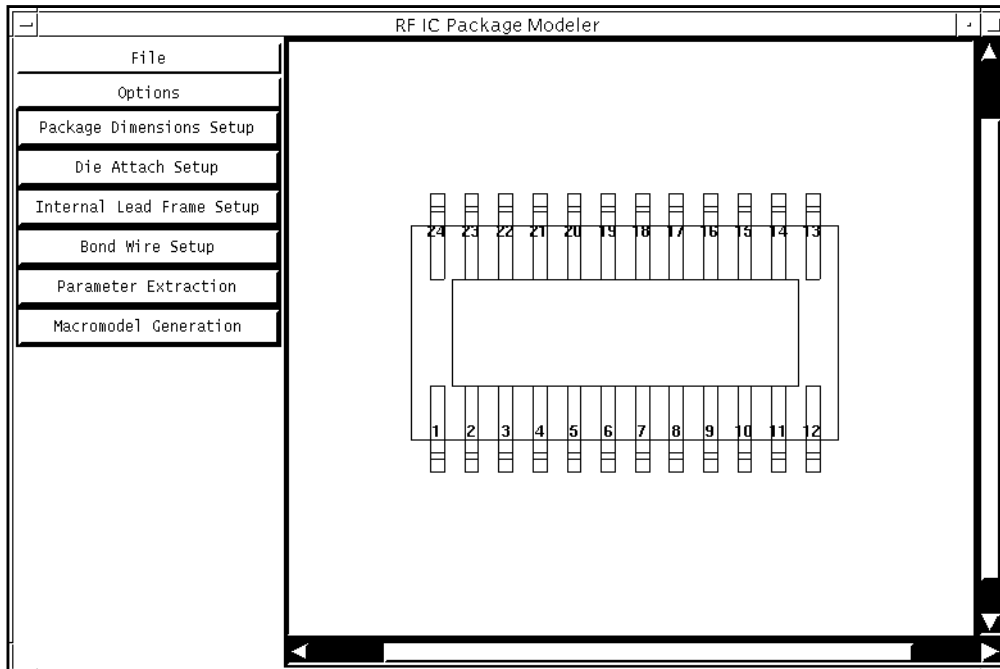 RF IC Package Modeler
File
Options
Package Dimensions Setup
Die Attach Setup
Internal Lead Frame Setup
Bond Wire Setup
Parameter Extraction
Macromodel Generation
24 23 22 21 20 19 18 17 16 15 14 13
1 2 3 4 5 6 7 8 9 10 11 12